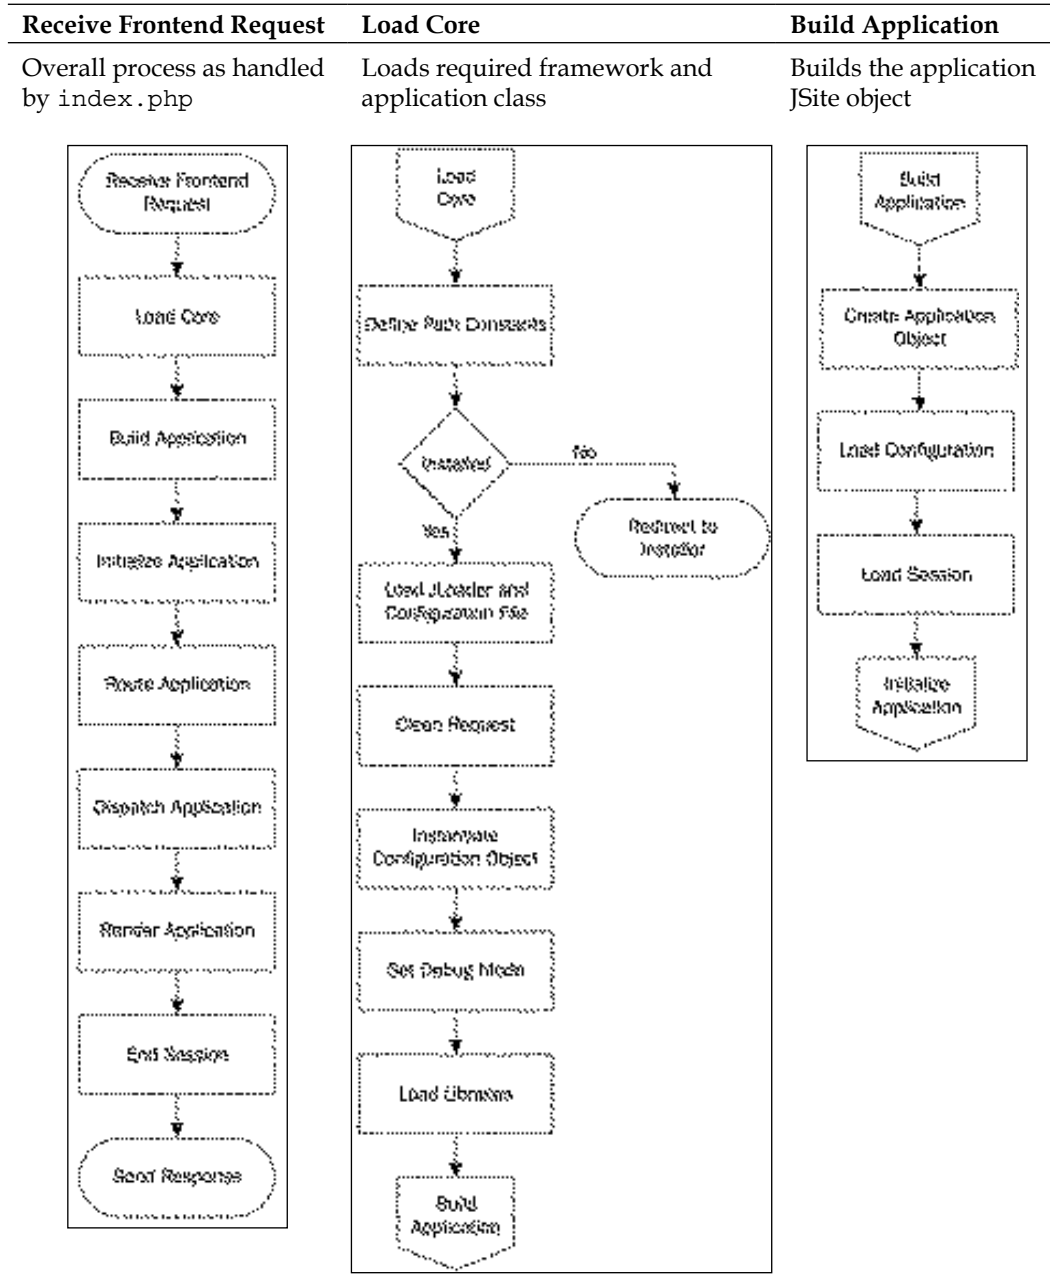 Receive Frontend Request
Load Core
Build Application
Overall process as handled
by index.php
Loads required framework and
application class
Builds the application
JSite object
Receive Frontend
Request
Load Core
Build Application
Initialize Application
Route Application
Dispatch Application
Render Application
End Session
Send Response
Load
Core
Define Path Constasts
Installed
No
Yes
Redirect to
Installer
Load JLoader and
Configuration File
Clean Request
Instantiate
Configuration Object
Set Debug Mode
Load Libraries
Build
Application
Build
Application
Create Application
Object
Load Configuration
Load Session
Initialize
Application